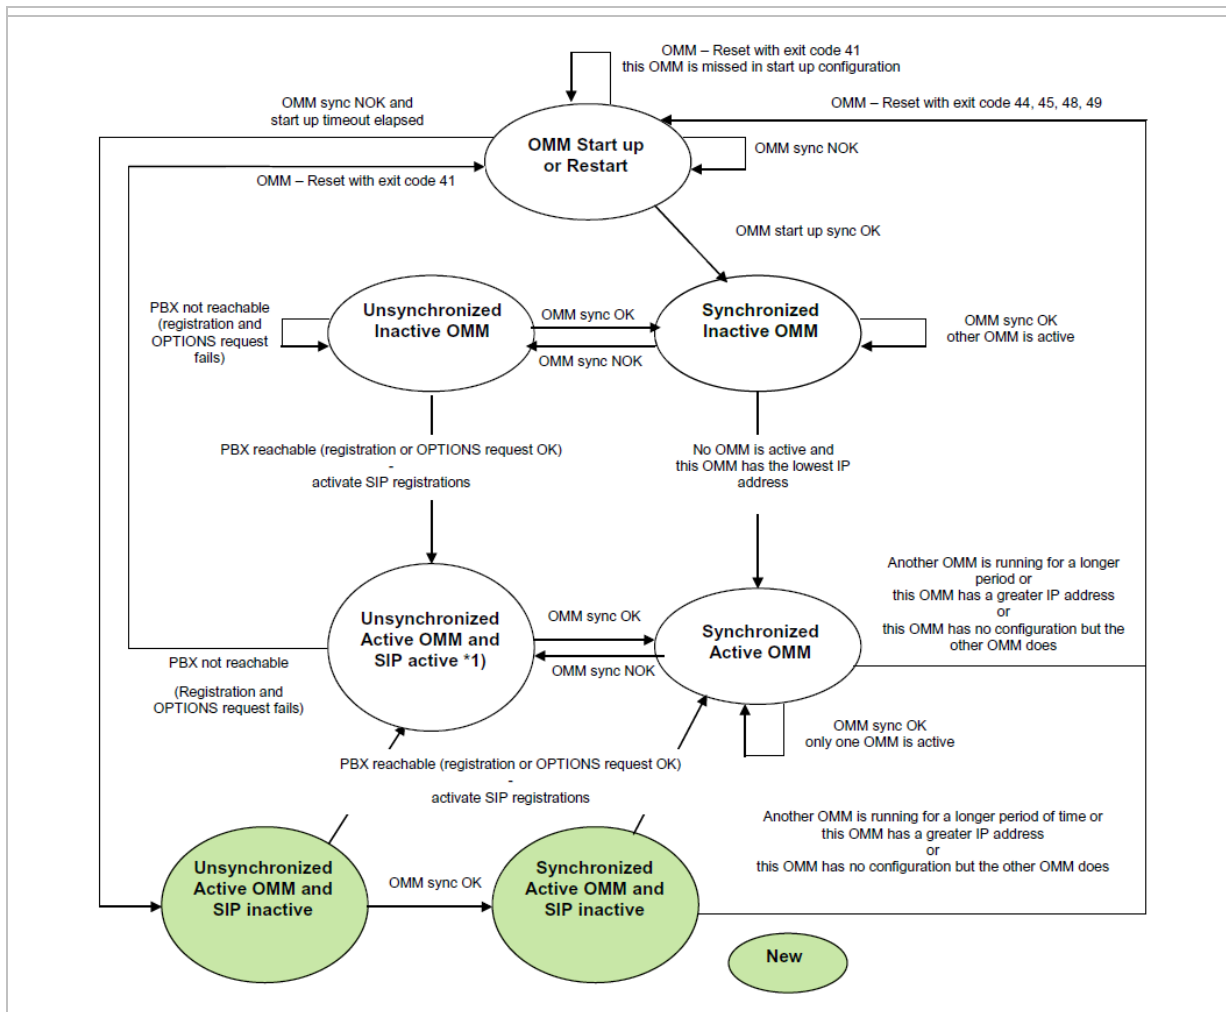 OMM – Reset with exit code 41
this OMM is missed in start up configuration
OMM sync NOK and
start up timeout elapsed
OMM – Reset with exit code 44, 45, 48, 49
OMM Start up
or Restart
OMM sync NOK
OMM – Reset with exit code 41
OMM start up sync OK
PBX not reachable
(registration and
OPTIONS request
fails)
Unsynchronized
Inactive OMM
OMM sync OK
OMM sync NOK
Synchronized
Inactive OMM
OMM sync OK
other OMM is active
PBX reachable (registration or OPTIONS request OK)
-
activate SIP registrations
No OMM is active and
this OMM has the lowest IP
address
Another OMM is running for a longer
period or
this OMM has a greater IP address
or
this OMM has no configuration but the
other OMM does
Unsynchronized
Active OMM and
SIP active *1)
OMM sync OK
OMM sync NOK
Synchronized
Active OMM
PBX not reachable
(Registration and
OPTIONS request fails)
OMM sync OK
only one OMM is active
PBX reachable (registration or OPTIONS request OK)
-
activate SIP registrations
Another OMM is running for a longer period of time or
this OMM has a greater IP address
or
this OMM has no configuration but the other OMM does
Unsynchronized
Active OMM and
SIP inactive
OMM sync OK
Synchronized
Active OMM and
SIP inactive
New